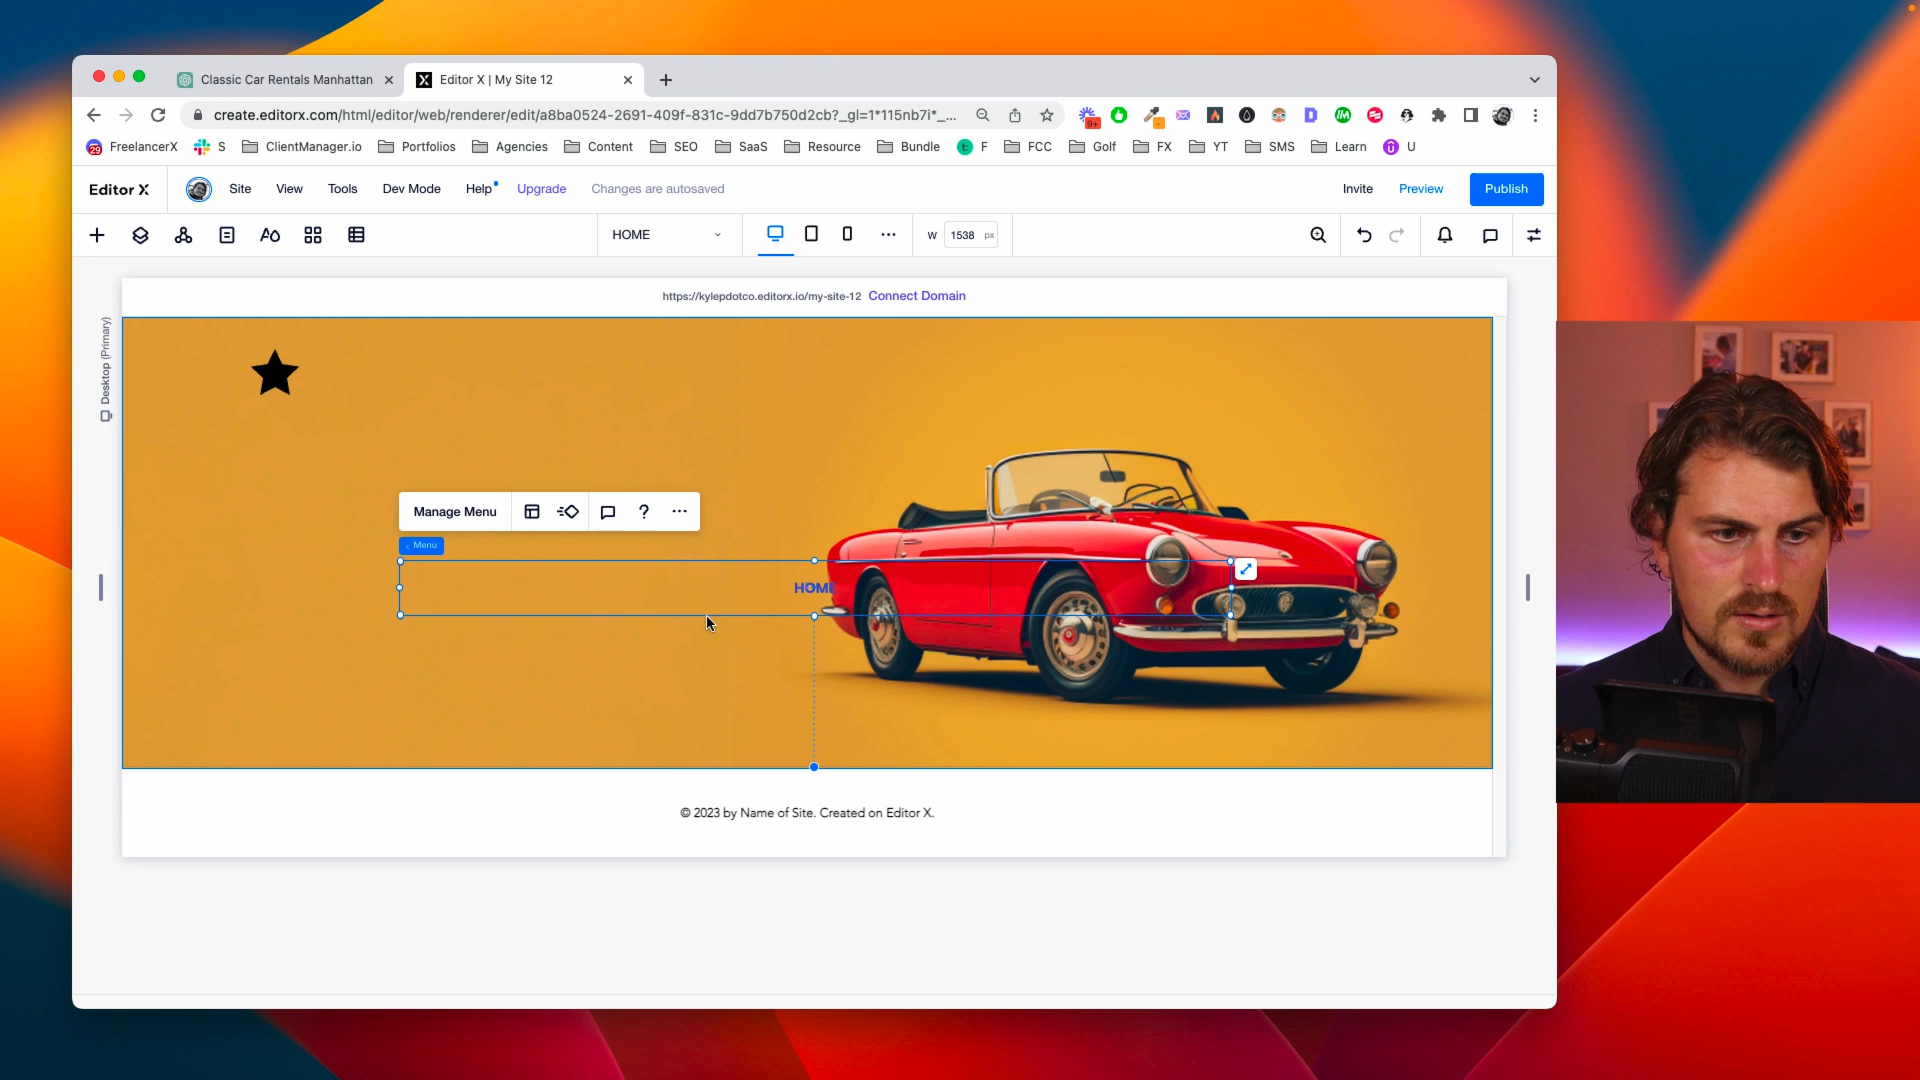 Classic Car Rentals Manhattan
Editor X | My Site 12
create.editorx.com/html/editor/web/renderer/edit/a8ba0524-2691-409f-831c-9dd7b750d2cb?_gl=1*115nb7i*_...
9+
29 FreelancerX S ClientManager.io Portfolios Agencies Content SEO SaaS Resource Bundle F FCC Golf FX YT SMS Learn U
Editor X Site View Tools Dev Mode Help Upgrade Changes are autosaved Invite Preview Publish
HOME W 1538 px
https://kylepdotco.editorx.io/my-site-12 Connect Domain
Desktop (Primary)
Manage Menu
Menu
HOME
© 2023 by Name of Site. Created on Editor X.